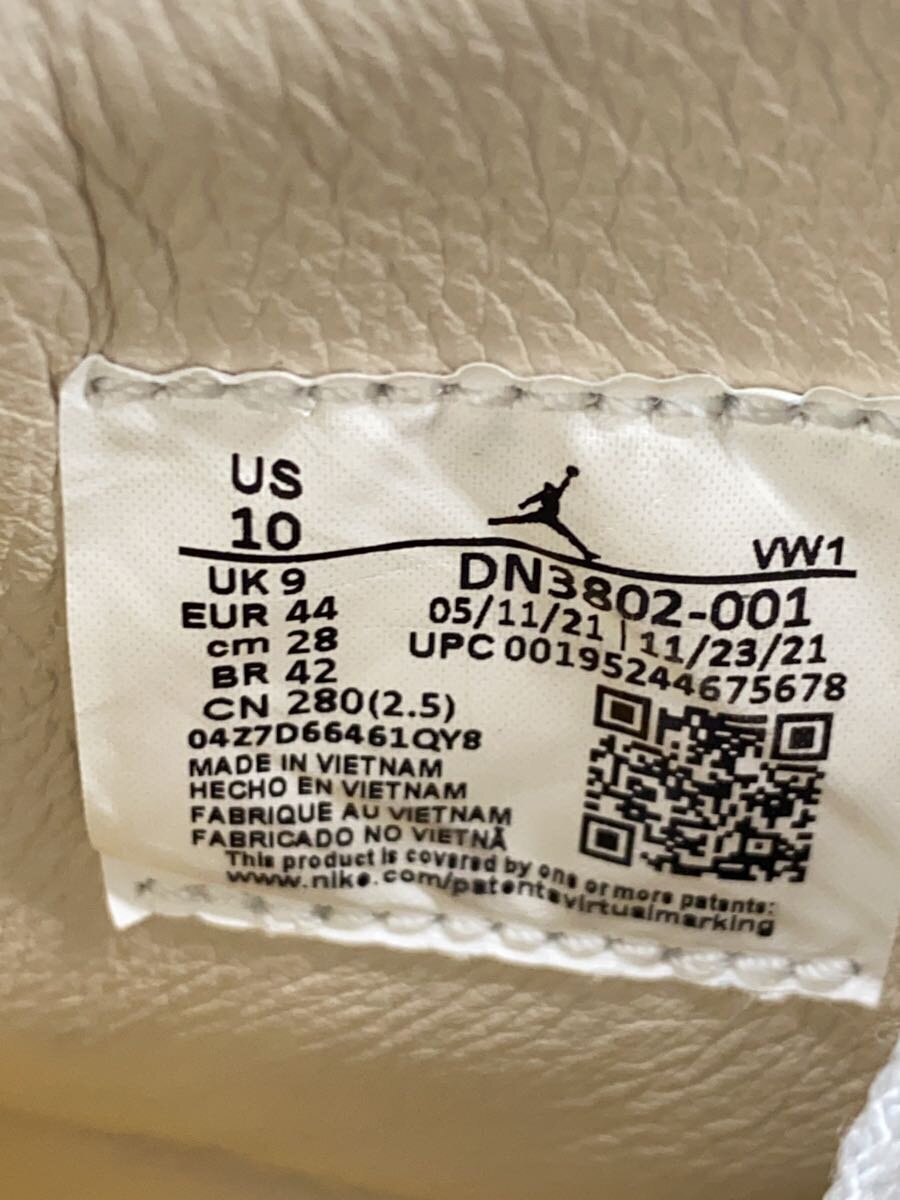 US
10
VW1
UK 9
EUR 44
cm 28
BR 42
CN 280(2.5)
DN3802-001
05/11/21 | 11/23/21
UPC 00195244675678
04Z7D66461QY8
MADE IN VIETNAM
HECHO EN VIETNAM
FABRIQUE AU VIETNAM
FABRICADO NO VIETNÃ
This product is covered by one or more patents:
www.nike.com/patentsvirtualmarking